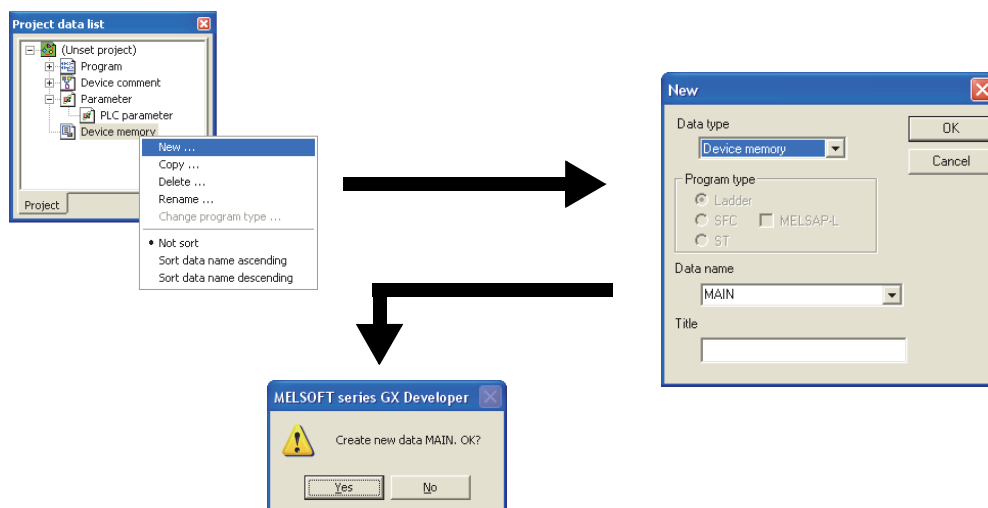 Project data list
(Unset project)
Program
Device comment
Parameter
PLC parameter
Device memory
New ...
Copy ...
Delete ...
Rename ...
Change program type ...
Not sort
Sort data name ascending
Sort data name descending
Project
New
Data type
Device memory
OK
Cancel
Program type
Ladder
SFC MELSAP-L
ST
Data name
MAIN
Title
MELSOFT series GX Developer
Create new data MAIN. OK?
Yes No